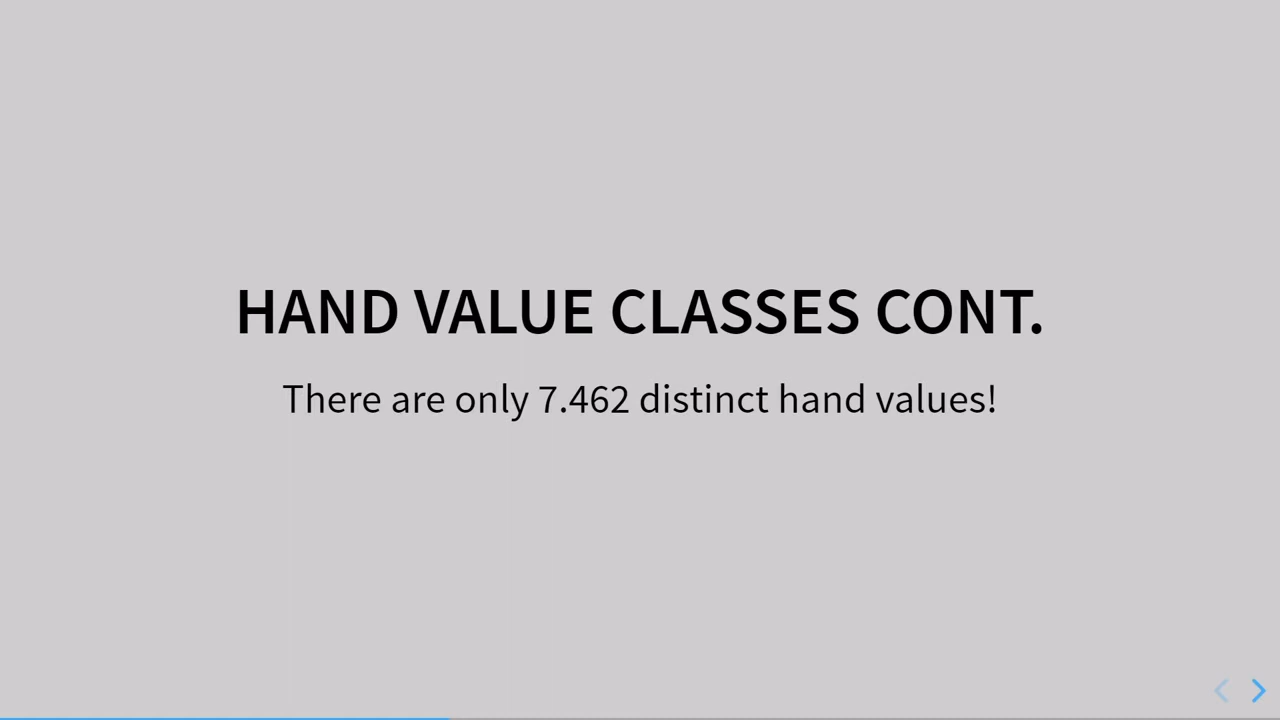 HAND VALUE CLASSES CONT.
There are only 7.462 distinct hand values!